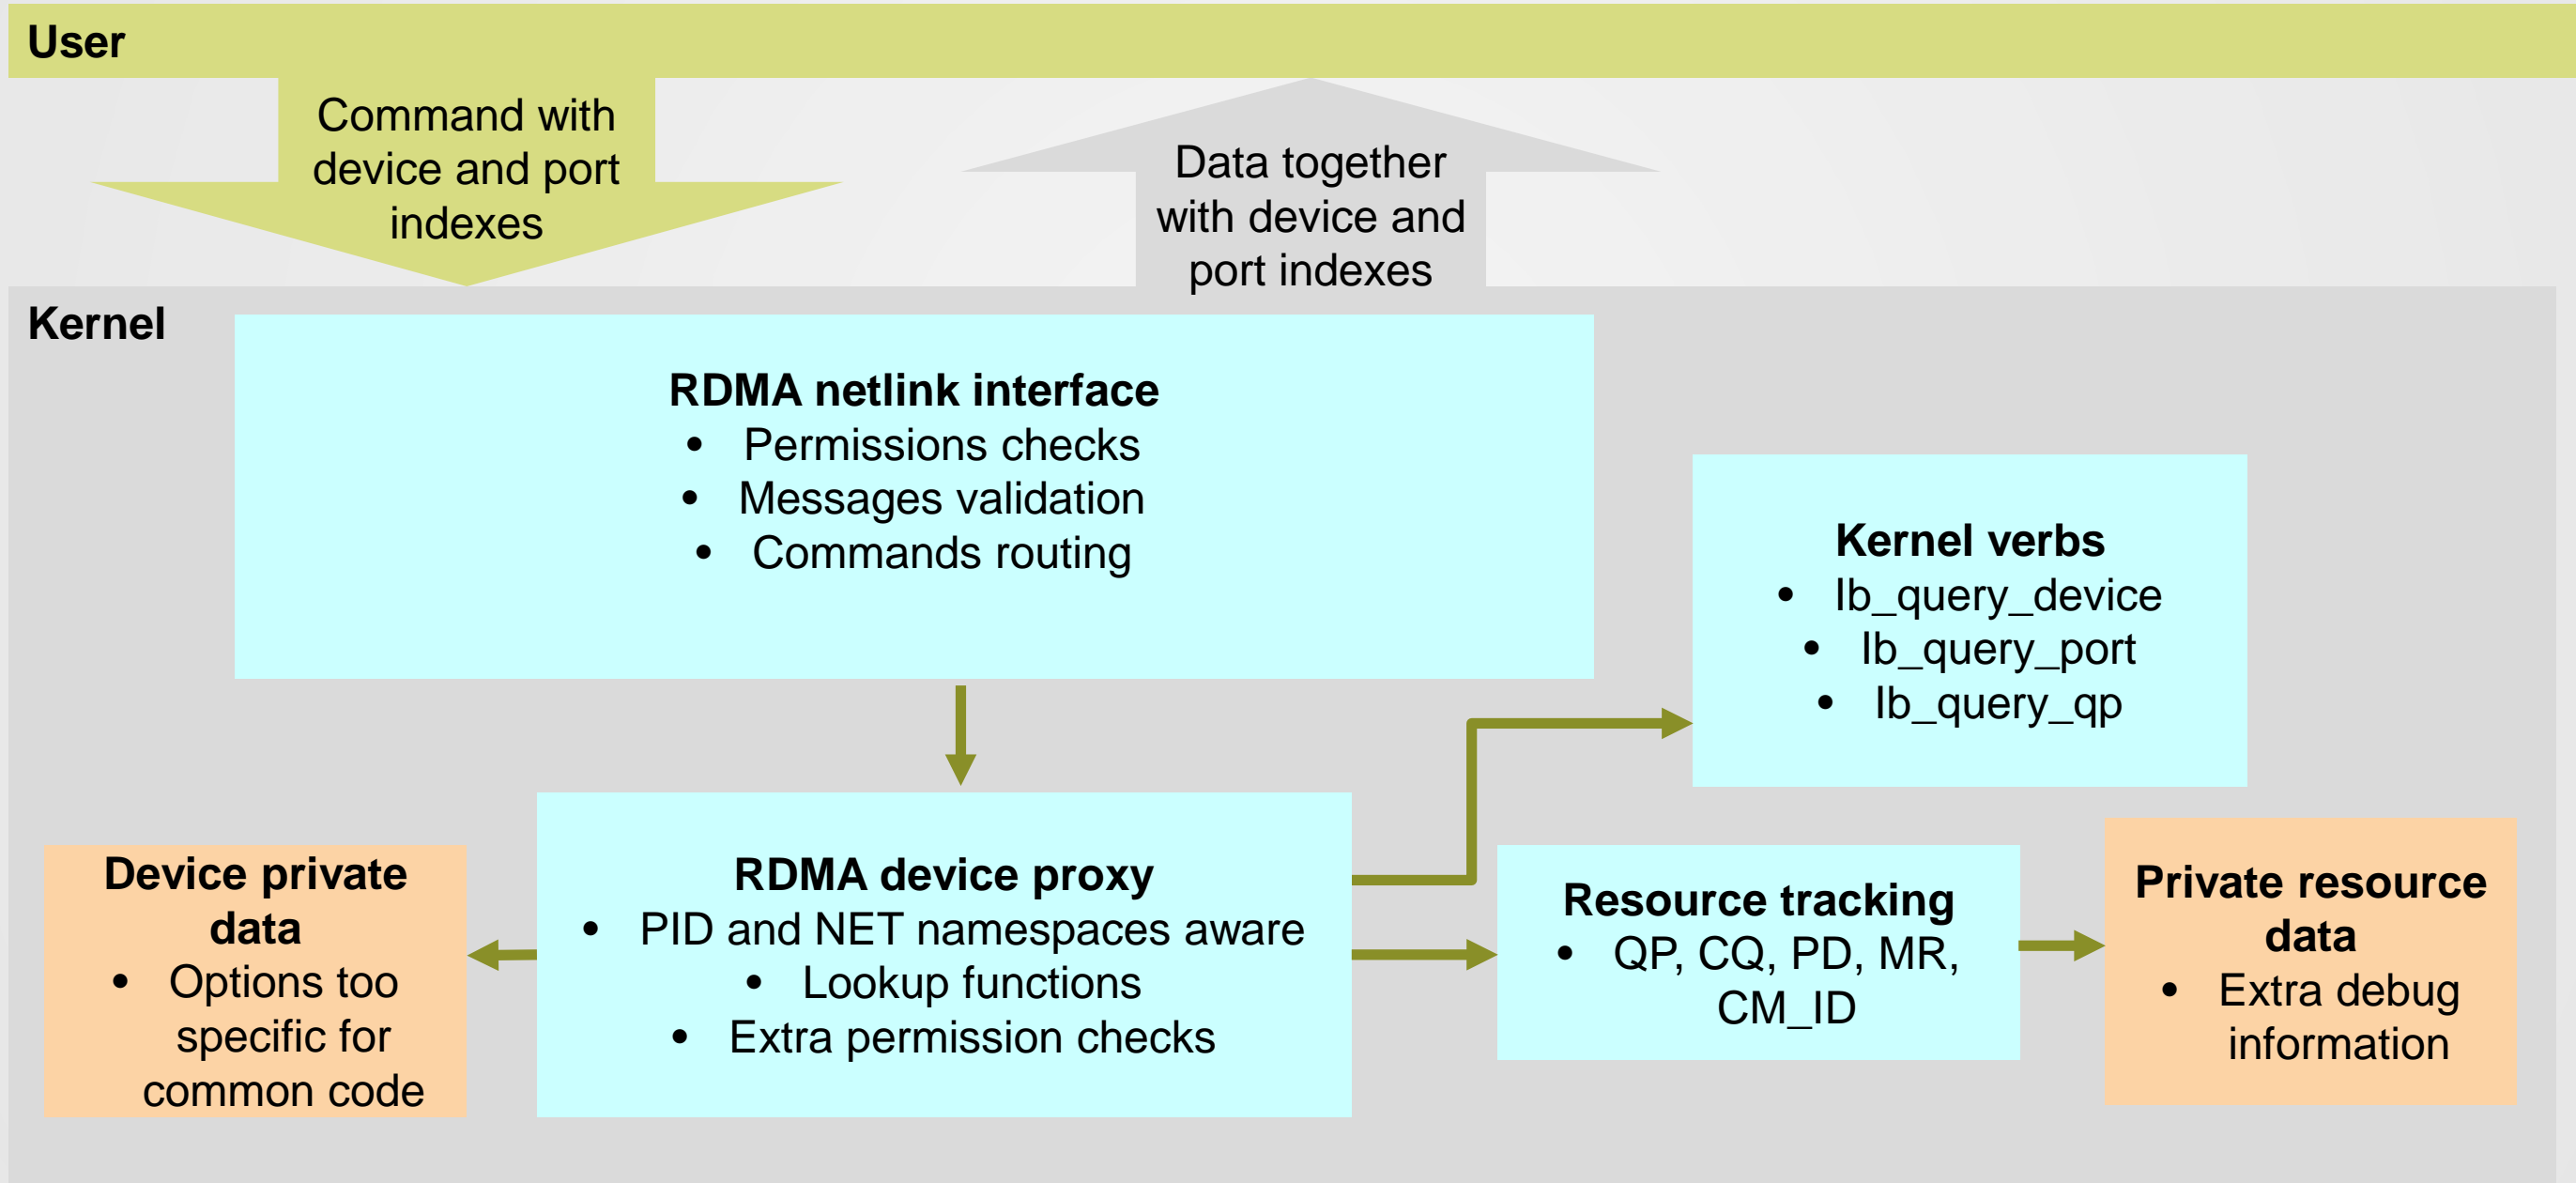 User
Command with
device and port
indexes
Data together
with device and
port indexes
Kernel
RDMA netlink interface
• Permissions checks
• Messages validation
• Commands routing
Kernel verbs
• Ib_query_device
• Ib_query_port
• Ib_query_qp
Device private
data
• Options too
specific for
common code
RDMA device proxy
• PID and NET namespaces aware
• Lookup functions
• Extra permission checks
Resource tracking
• QP, CQ, PD, MR,
CM_ID
Private resource
data
• Extra debug
information